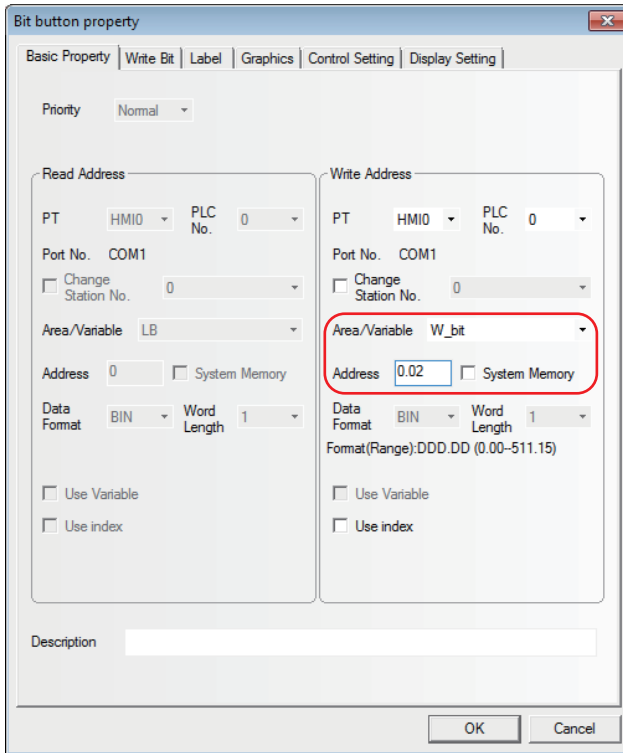 Bit button property
Basic Property Write Bit Label Graphics Control Setting Display Setting
Priority Normal
Read Address
PT HMI0 PLC No. 0
Port No. COM1
Change Station No. 0
Area/Variable LB
Address 0 System Memory
Data Format BIN Word Length 1
Use Variable
Use index
Write Address
PT HMI0 PLC No. 0
Port No. COM1
Change Station No. 0
Area/Variable W_bit
Address 0.02 System Memory
Data Format BIN Word Length 1
Format(Range):DDD.DD (0.00--511.15)
Use Variable
Use index
Description
OK Cancel